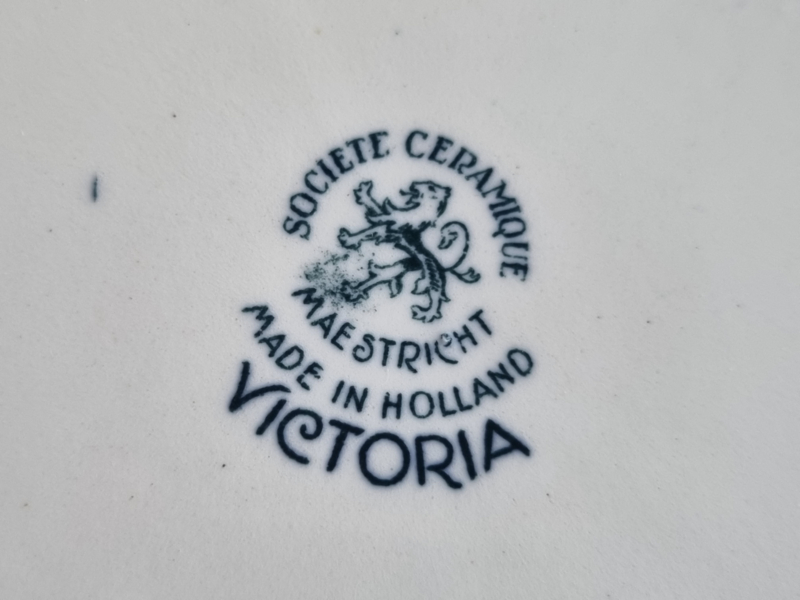 SOCIETE CERAMIQUE
MAESTRICHT
MADE IN HOLLAND
VICTORIA